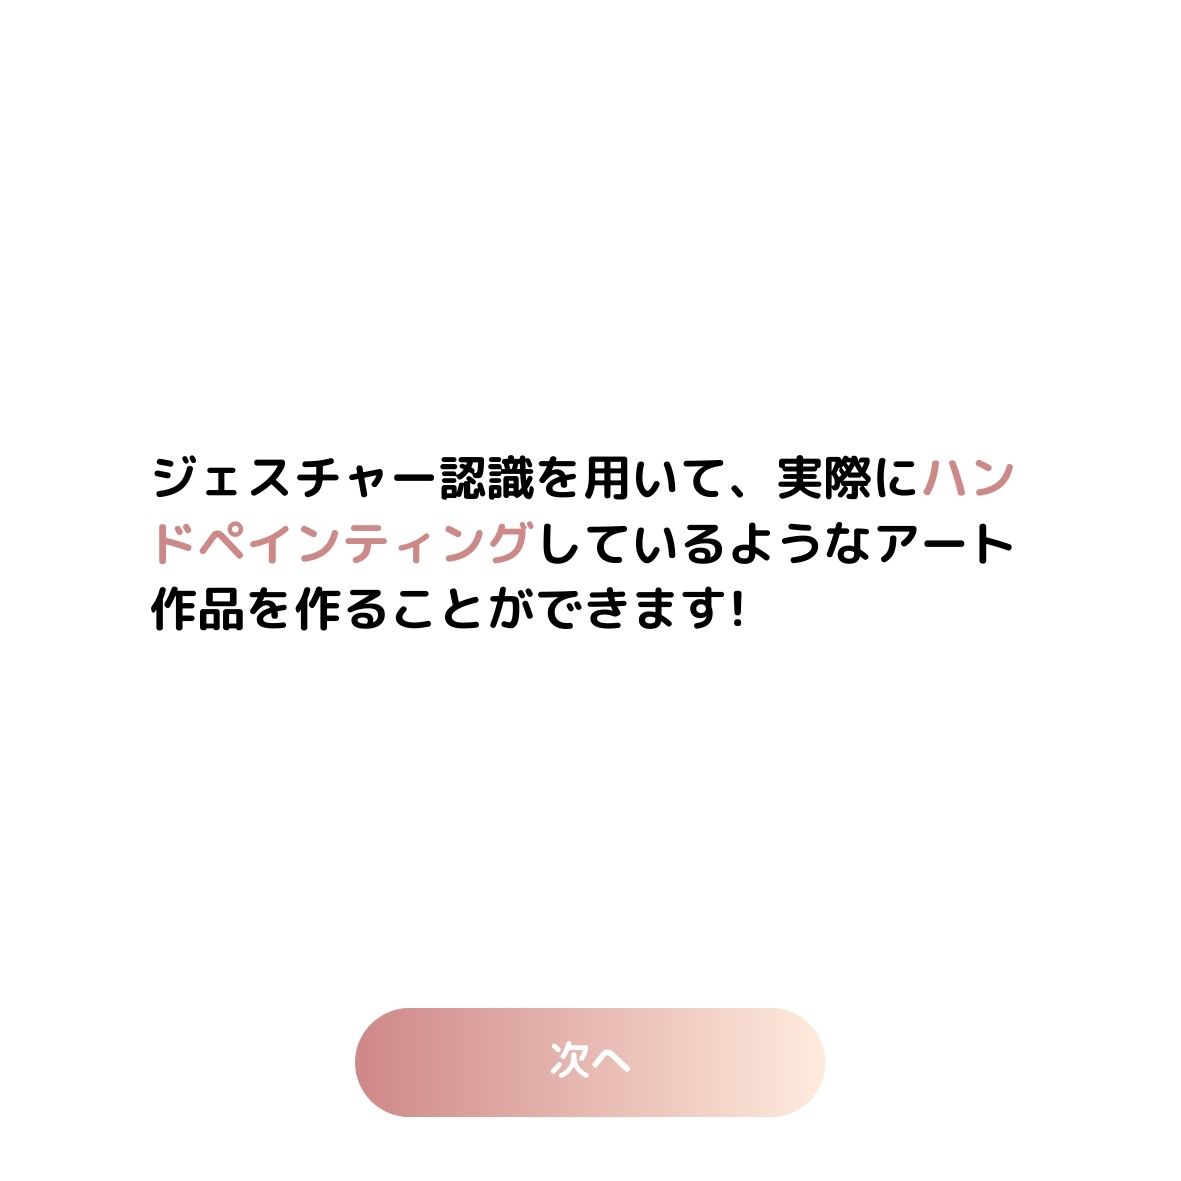 ジェスチャー認識を用いて、実際にハン
ドペインティングしているようなアート
作品を作ることができます!
次へ